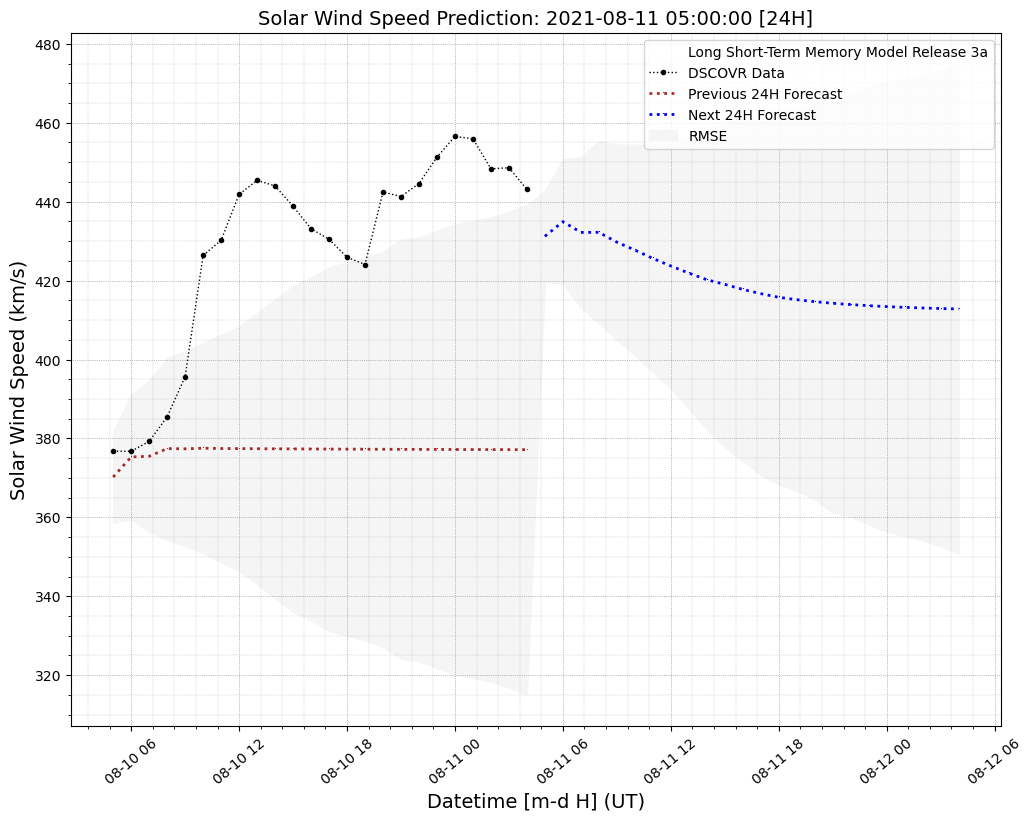 Solar Wind Speed Prediction: 2021-08-11 05:00:00 [24H]
Long Short-Term Memory Model Release 3a
DSCOVR Data
Previous 24H Forecast
Next 24H Forecast
RMSE
Solar Wind Speed (km/s)
480
460
440
420
400
380
360
340
320
08-10 06
08-10 12
08-10 18
08-11 00
08-11 06
08-11 12
08-11 18
08-12 00
08-12 06
Datetime [m-d H] (UT)